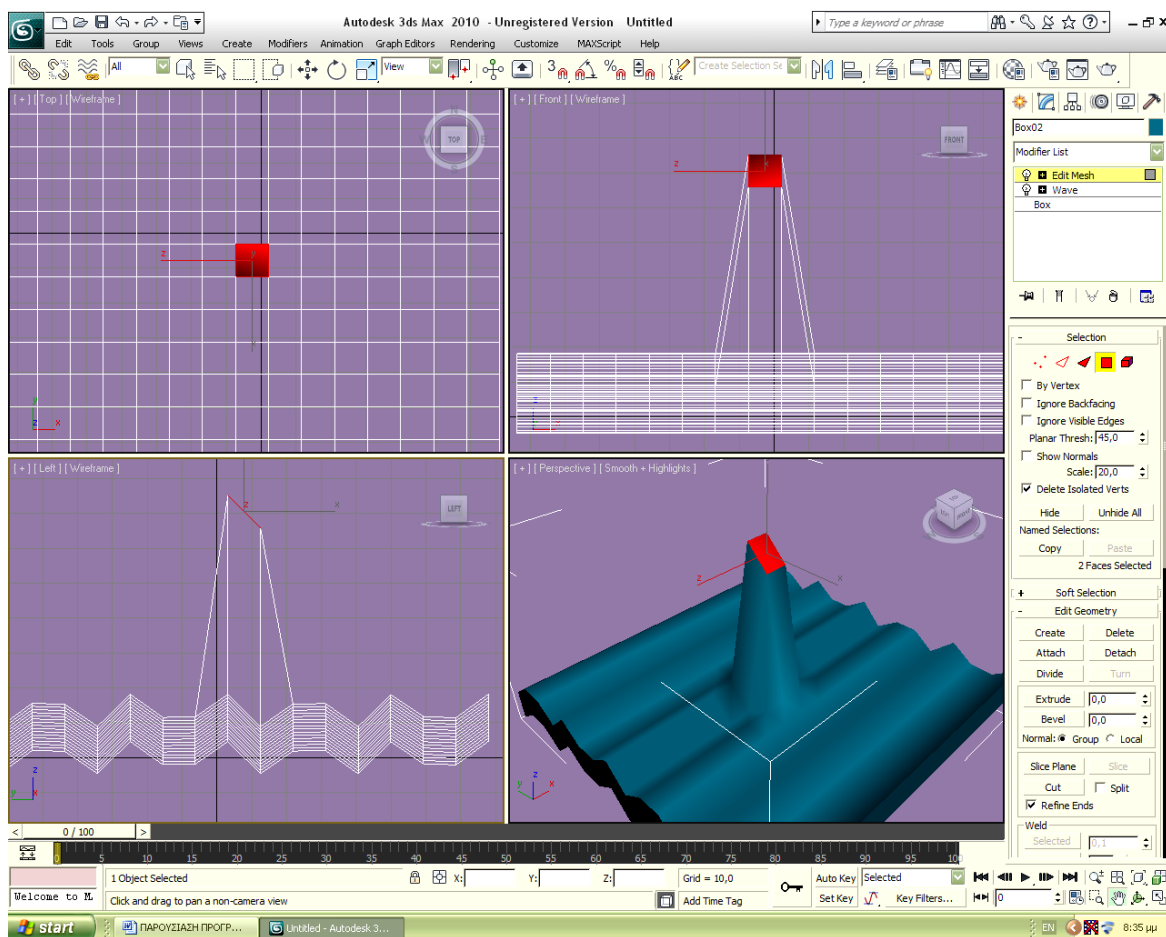 Autodesk 3ds Max 2010 - Unregistered Version Untitled
Type a keyword or phrase
Edit Tools Group Views Create Modifiers Animation Graph Editors Rendering Customize MAXScript Help
All View 3 Create Selection Se
[ + ] [ Top ] [ Wireframe ]
TOP
z
y
z x
[ + ] [ Front ] [ Wireframe ]
FRONT
z
[ + ] [ Left ] [ Wireframe ]
LEFT
z
x
z
y
[ + ] [ Perspective ] [ Smooth + Highlights ]
z
x
z
y x
Box02
Modifier List
Edit Mesh
Wave
Box
- Selection
By Vertex
Ignore Backfacing
Ignore Visible Edges
Planar Thresh: 45,0
Show Normals
Scale: 20,0
Delete Isolated Verts
Hide Unhide All
Named Selections:
Copy Paste
2 Faces Selected
+ Soft Selection
- Edit Geometry
Create Delete
Attach Detach
Divide Turn
Extrude 0,0
Bevel 0,0
Normal: Group Local
Slice Plane Slice
Cut Split
Refine Ends
Weld
Selected 0,1
< 0 / 100 >
0 5 10 15 20 25 30 35 40 45 50 55 60 65 70 75 80 85 90 95 100
1 Object Selected X: Y: Z: Grid = 10,0 Auto Key Selected
Welcome to M. Click and drag to pan a non-camera view Add Time Tag Set Key Key Filters... 0
start ΠΑΡΟΥΣΙΑΣΗ ΠΡΟΓΡ... Untitled - Autodesk 3... EN 8:35 μμ